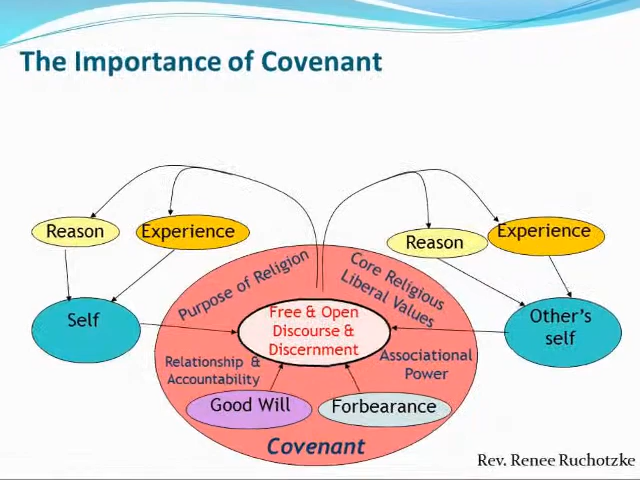 The Importance of Covenant
Reason
Experience
Reason
Experience
Purpose of Religion
Core Religious
Liberal Values
Self
Free & Open
Discourse &
Discernment
Other's
self
Relationship &
Accountability
Associational
Power
Good Will
Forbearance
Covenant
Rev. Renee Ruchotzke